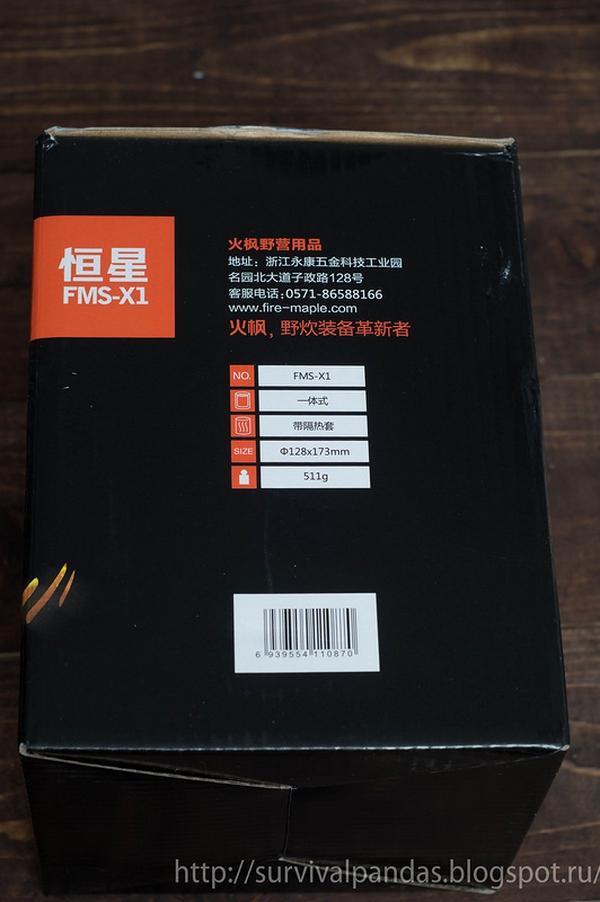 恒星
FMS-X1
火枫野营用品
地址：浙江永康五金科技工业园
名园北大道子政路128号
客服电话:0571-86588166
www.fire-maple.com
火枫，野炊装备革新者
NO. FMS-X1
一体式
带隔热套
SIZE Φ128x173mm
511g
6 939554 110870
http://survivalpandas.blogspot.ru/